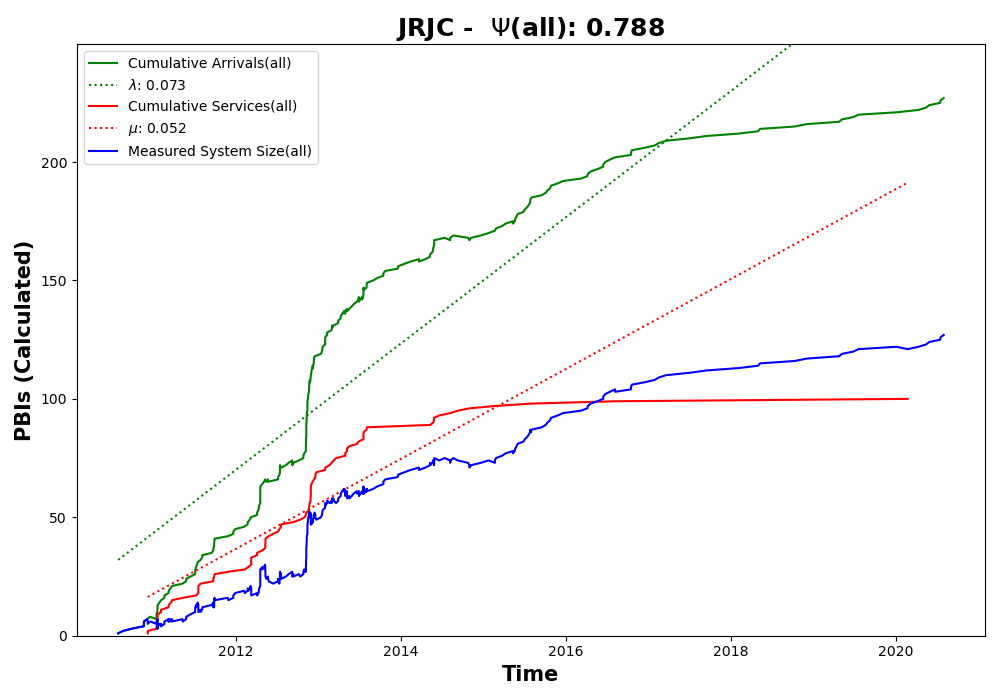 JRJC - Ψ(all): 0.788
Cumulative Arrivals(all)
λ: 0.073
Cumulative Services(all)
μ: 0.052
Measured System Size(all)
PBIs (Calculated)
200
150
100
50
0
2012 2014 2016 2018 2020
Time